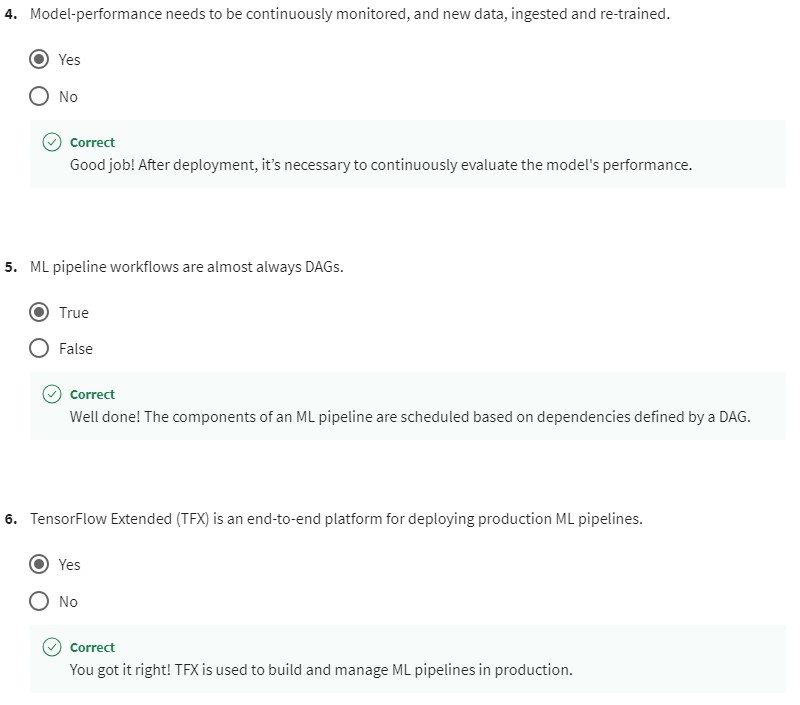 4. Model-performance needs to be continuously monitored, and new data, ingested and re-trained.
Yes
No
Correct
Good job! After deployment, it’s necessary to continuously evaluate the model's performance.
5. ML pipeline workflows are almost always DAGs.
True
False
Correct
Well done! The components of an ML pipeline are scheduled based on dependencies defined by a DAG.
6. TensorFlow Extended (TFX) is an end-to-end platform for deploying production ML pipelines.
Yes
No
Correct
You got it right! TFX is used to build and manage ML pipelines in production.